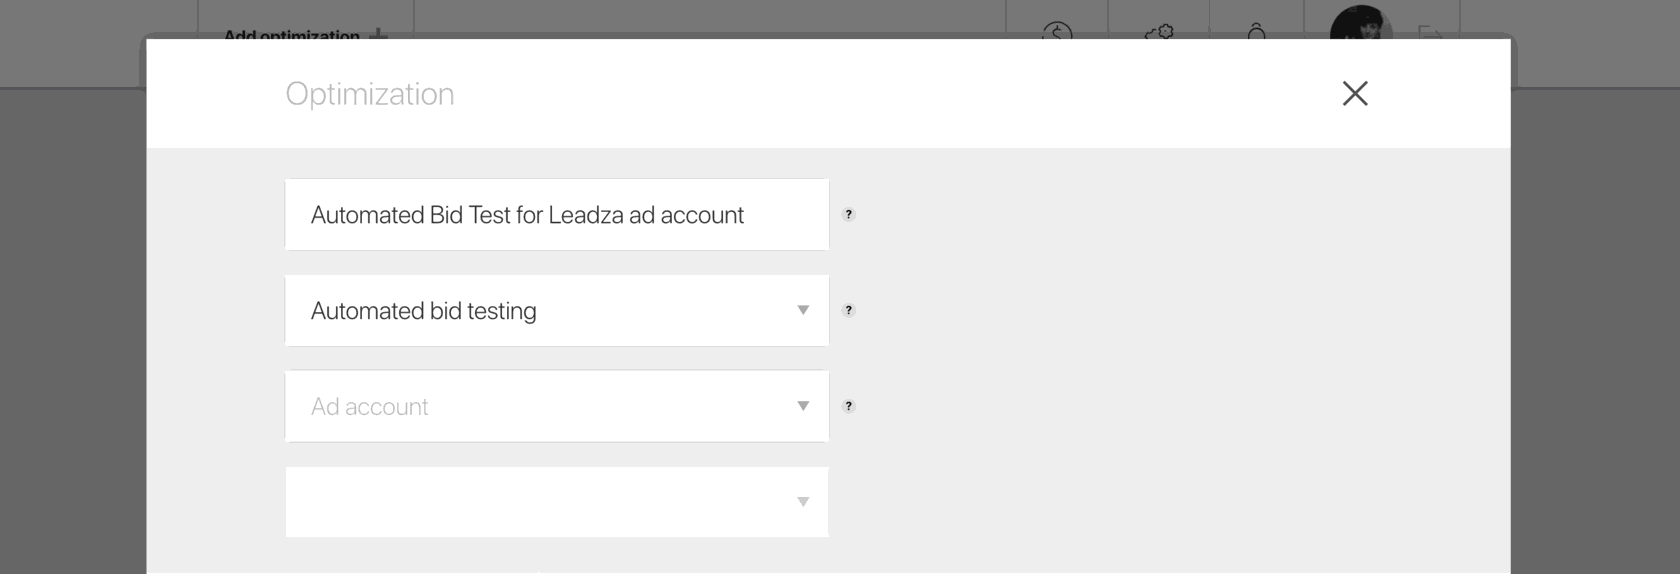 Add optimization
Optimization
Automated Bid Test for Leadza ad account
?
Automated bid testing
?
Ad account
?